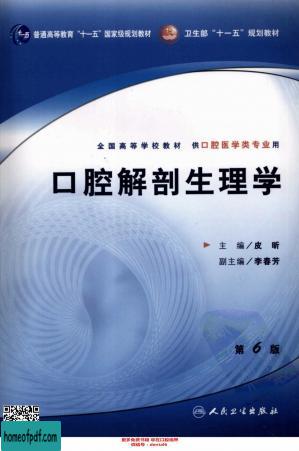 普通高等教育“十一五”国家级规划教材
卫生部“十一五”规划教材
全国高等学校教材 供口腔医学类专业用
口腔解剖生理学
主 编/皮 昕
副主编/李春芳
第6版
人民卫生出版社
homeofpdf.com